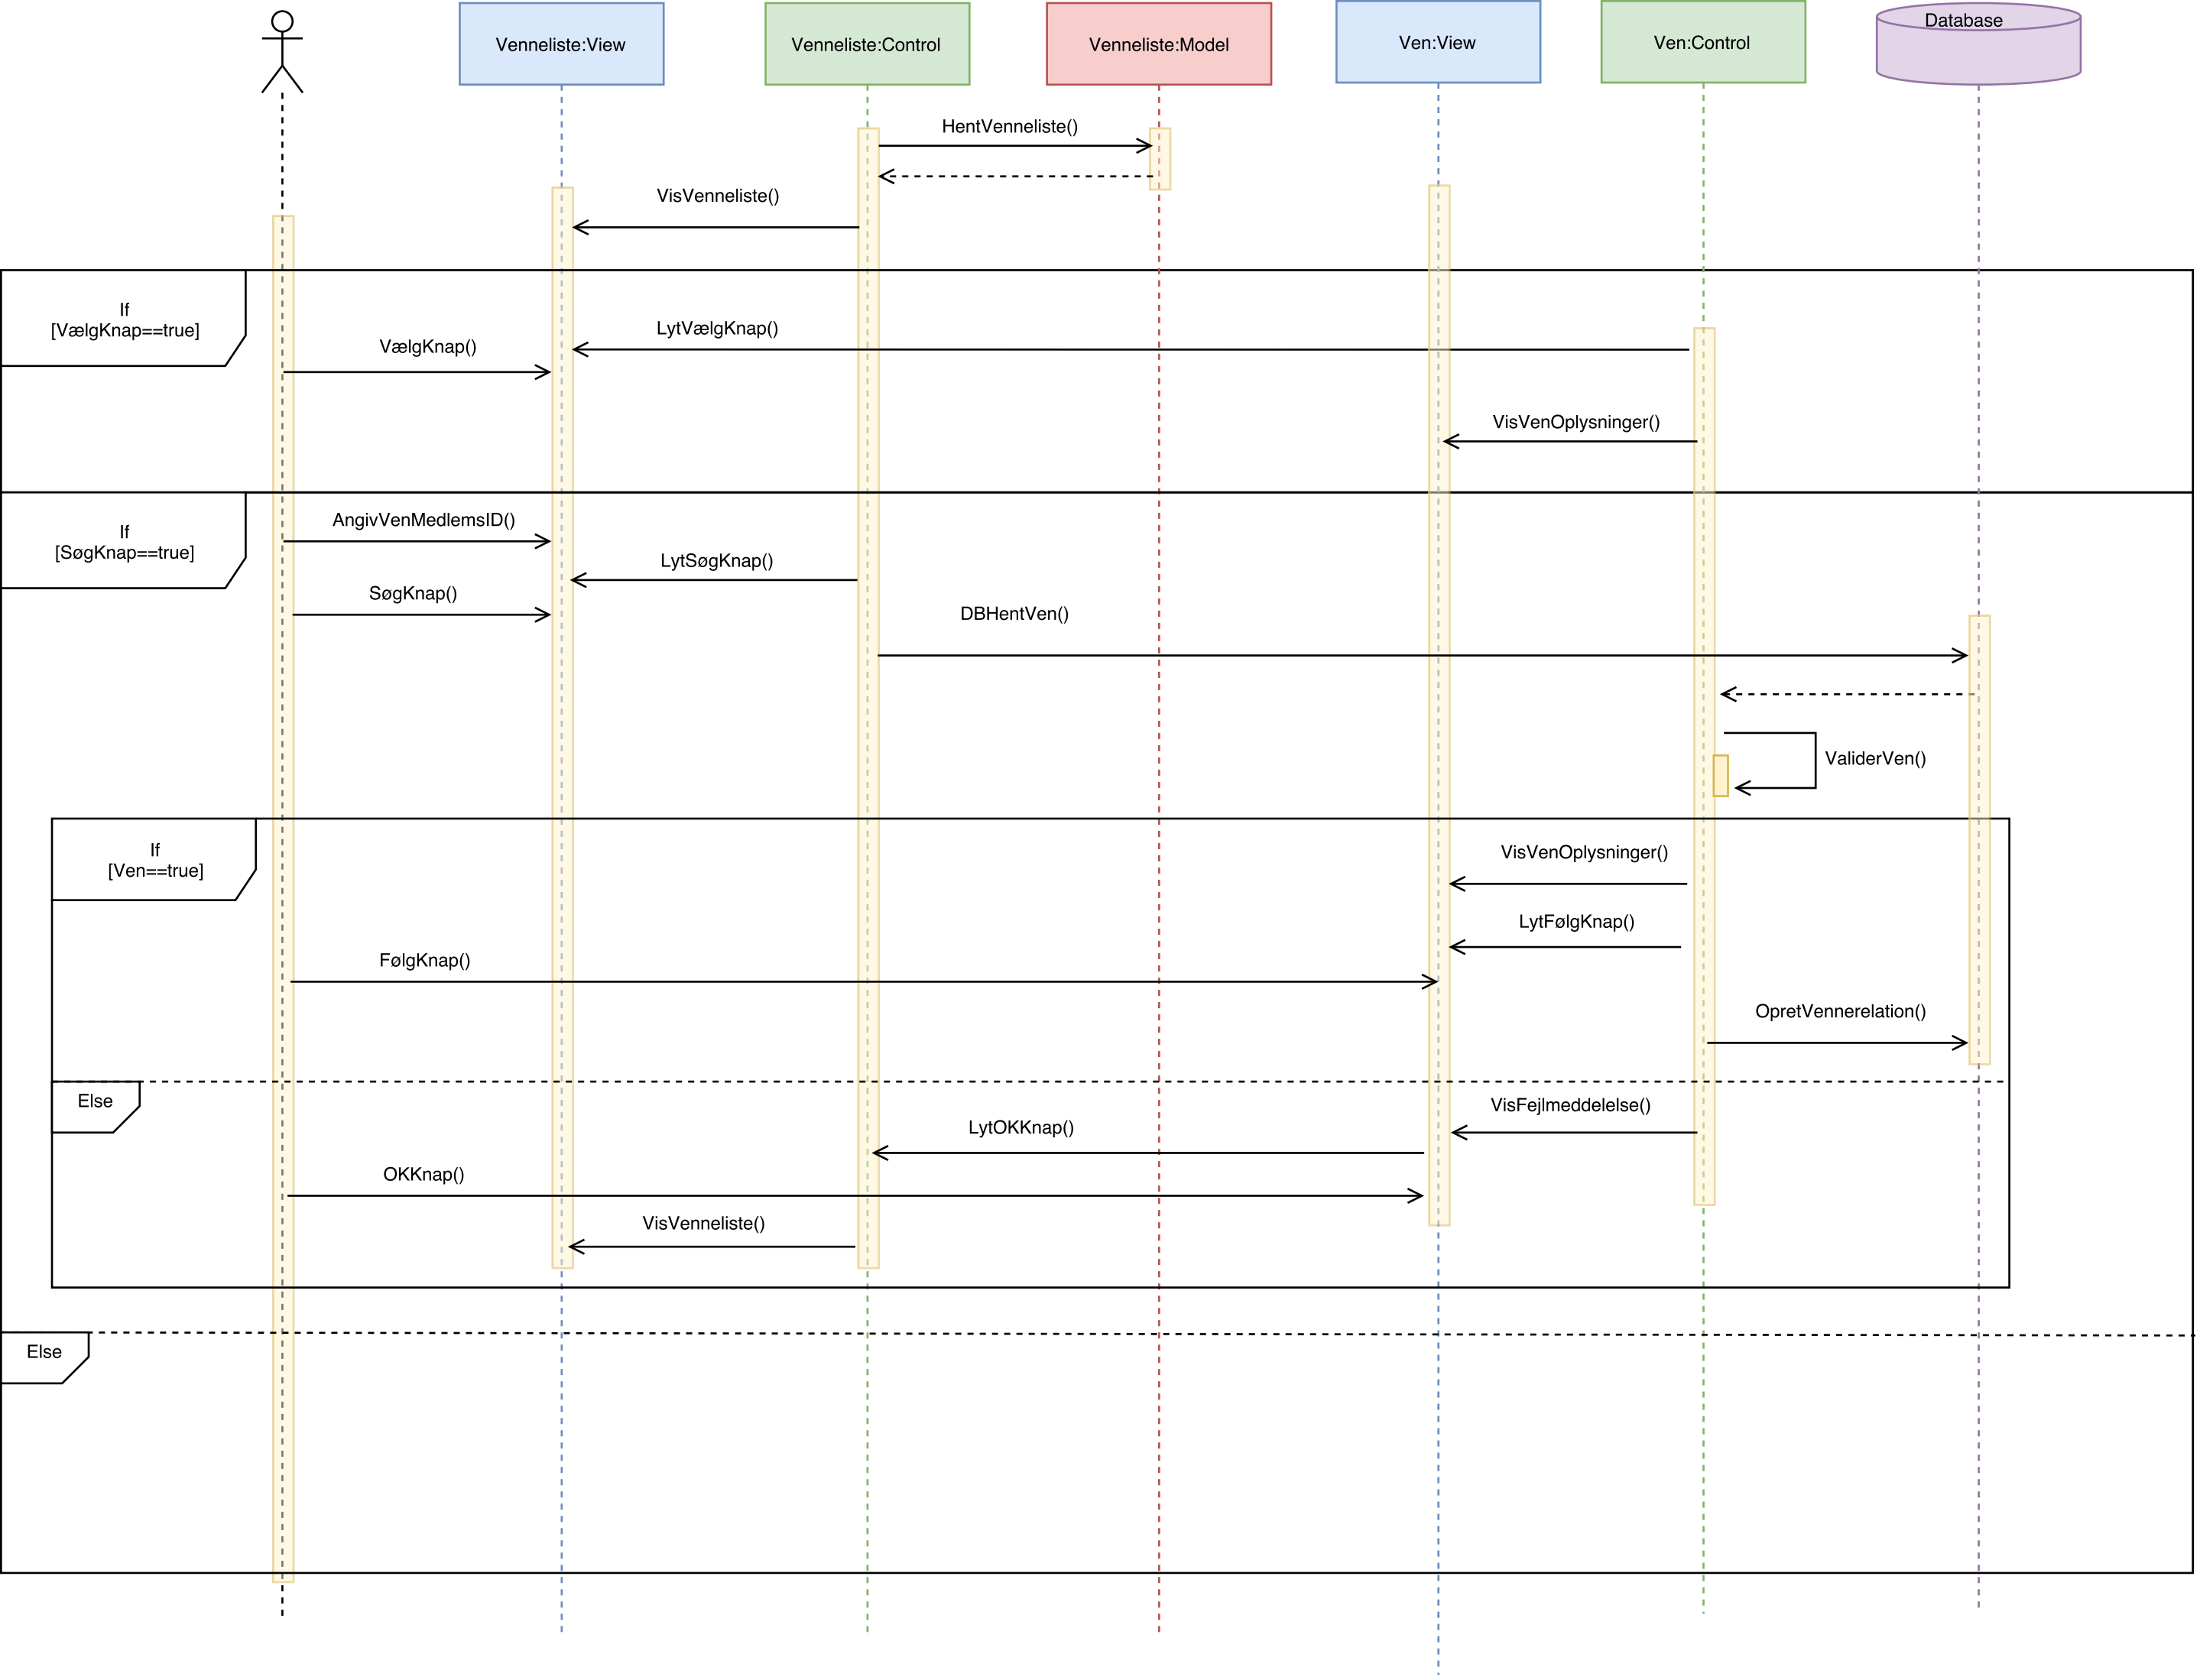 Venneliste:View
Venneliste:Control
Venneliste:Model
Ven:View
Ven:Control
Database
HentVenneliste()
VisVenneliste()
If
[VælgKnap==true]
LytVælgKnap()
VælgKnap()
VisVenOplysninger()
If
[SøgKnap==true]
AngivVenMedlemsID()
LytSøgKnap()
SøgKnap()
DBHentVen()
ValiderVen()
If
[Ven==true]
VisVenOplysninger()
LytFølgKnap()
FølgKnap()
OpretVennerelation()
Else
VisFejlmeddelelse()
LytOKKnap()
OKKnap()
VisVenneliste()
Else